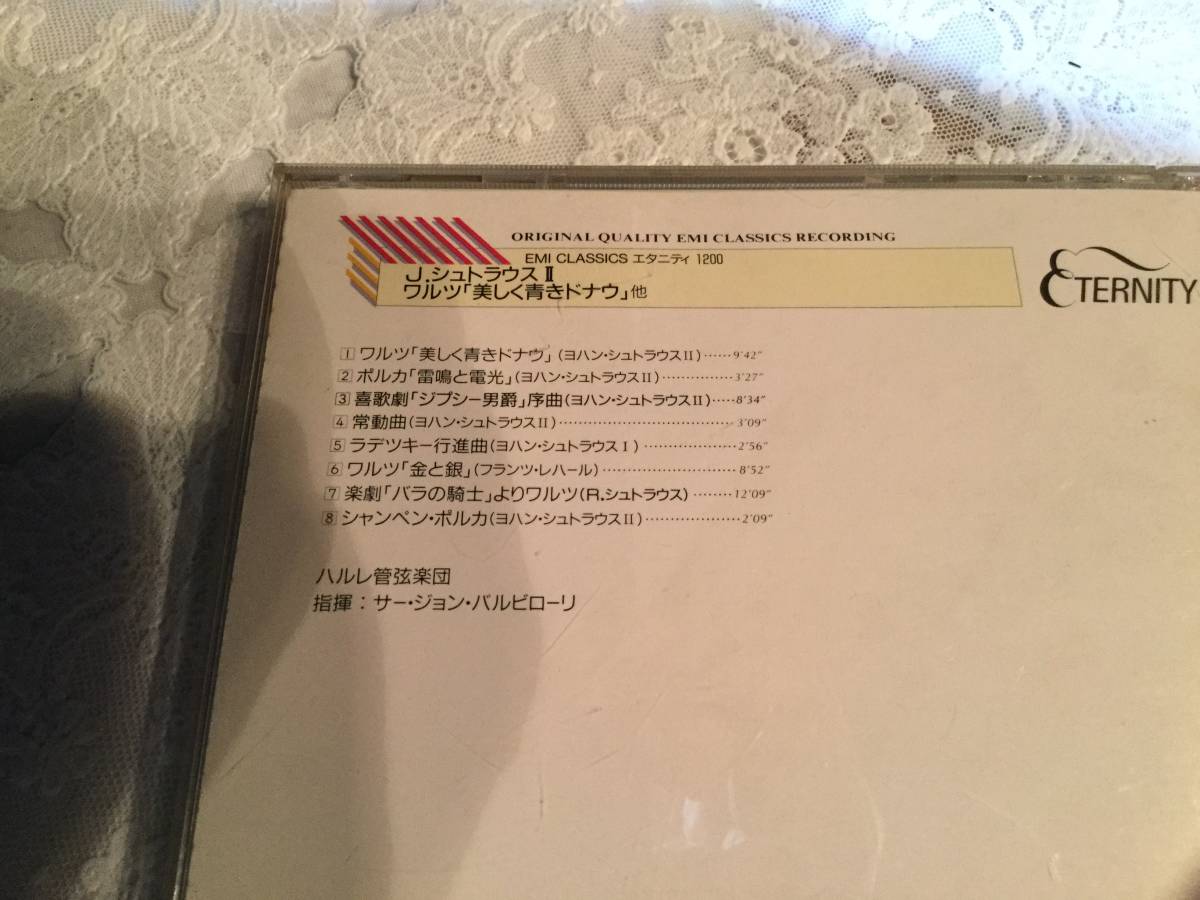 ORIGINAL QUALITY EMI CLASSICS RECORDING
EMI CLASSICS エタニティ 1200
J.シュトラウスⅡ
ワルツ「美しく青きドナウ」他
ETERNITY
1 ワルツ「美しく青きドナウ」(ヨハン・シュトラウスⅡ)……9'42"
2 ポルカ「雷鳴と電光」(ヨハン・シュトラウスⅡ)……………3'27"
3 喜歌劇「ジプシー男爵」序曲(ヨハン・シュトラウスⅡ)……8'34"
4 常動曲(ヨハン・シュトラウスⅡ)………………………………3'09"
5 ラデツキー行進曲(ヨハン・シュトラウスⅠ)…………………2'56"
6 ワルツ「金と銀」(フランツ・レハール)………………………8'52"
7 楽劇「バラの騎士」よりワルツ(R.シュトラウス)………12'09"
8 シャンペン・ポルカ(ヨハン・シュトラウスⅡ)…………………2'09"
ハルレ管弦楽団
指揮：サー・ジョン・バルビローリ